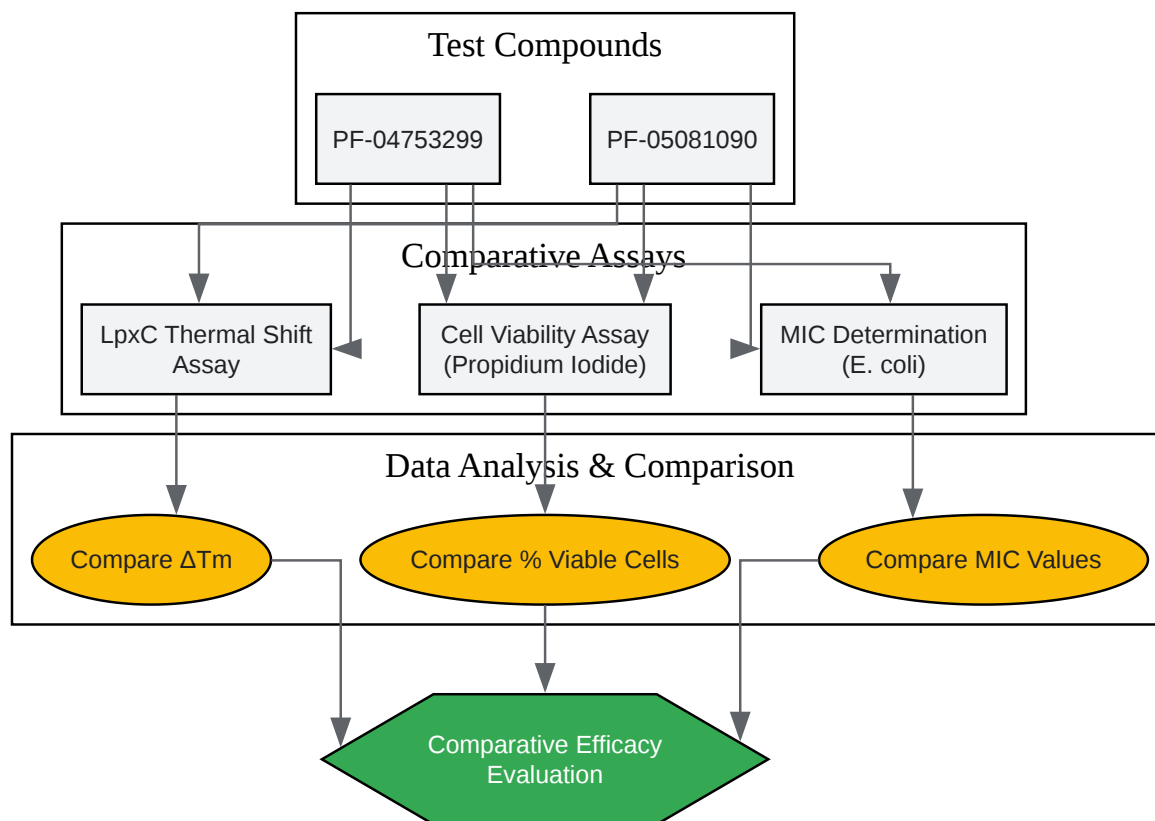 Test Compounds
PF-04753299
PF-05081090
Comparative Assays
LpxC Thermal Shift
Assay
Cell Viability Assay
(Propidium Iodide)
MIC Determination
(E. coli)
Data Analysis & Comparison
Compare ΔTm
Compare % Viable Cells
Compare MIC Values
Comparative Efficacy
Evaluation